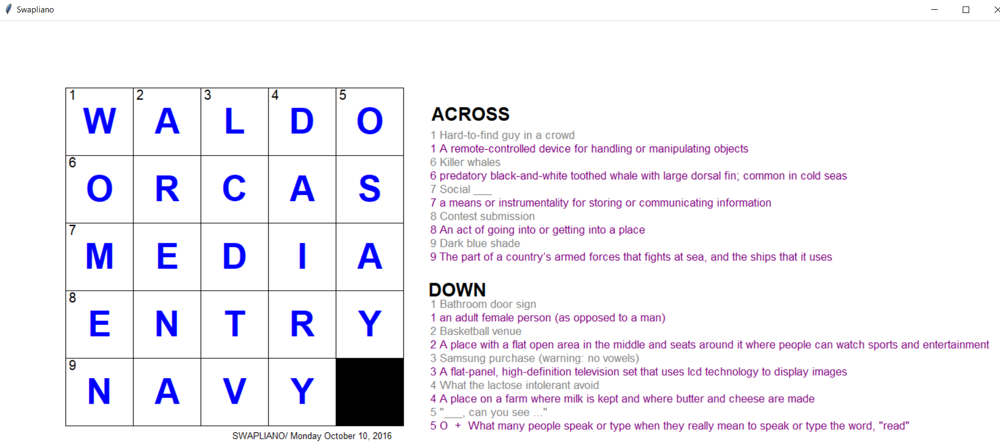 Swapliano
1 2 3 4 5
W A L D O
6
O R C A S
7
M E D I A
8
E N T R Y
9
N A V Y
SWAPLIANO/ Monday October 10, 2016
ACROSS
1 Hard-to-find guy in a crowd
1 A remote-controlled device for handling or manipulating objects
6 Killer whales
6 predatory black-and-white toothed whale with large dorsal fin; common in cold seas
7 Social ___
7 a means or instrumentality for storing or communicating information
8 Contest submission
8 An act of going into or getting into a place
9 Dark blue shade
9 The part of a country’s armed forces that fights at sea, and the ships that it uses
DOWN
1 Bathroom door sign
1 an adult female person (as opposed to a man)
2 Basketball venue
2 A place with a flat open area in the middle and seats around it where people can watch sports and entertainment
3 Samsung purchase (warning: no vowels)
3 A flat-panel, high-definition television set that uses lcd technology to display images
4 What the lactose intolerant avoid
4 A place on a farm where milk is kept and where butter and cheese are made
5 "___, can you see ..."
5 O + What many people speak or type when they really mean to speak or type the word, "read"